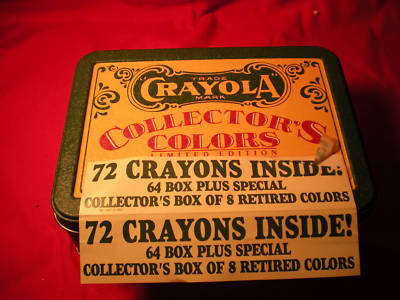 TRADE
"CRAYOLA"
MARK
COLLECTOR'S
COLORS
LIMITED EDITION
72 CRAYONS INSIDE!
64 BOX PLUS SPECIAL
COLLECTOR'S BOX OF 8 RETIRED COLORS
72 CRAYONS INSIDE!
64 BOX PLUS SPECIAL
COLLECTOR'S BOX OF 8 RETIRED COLORS